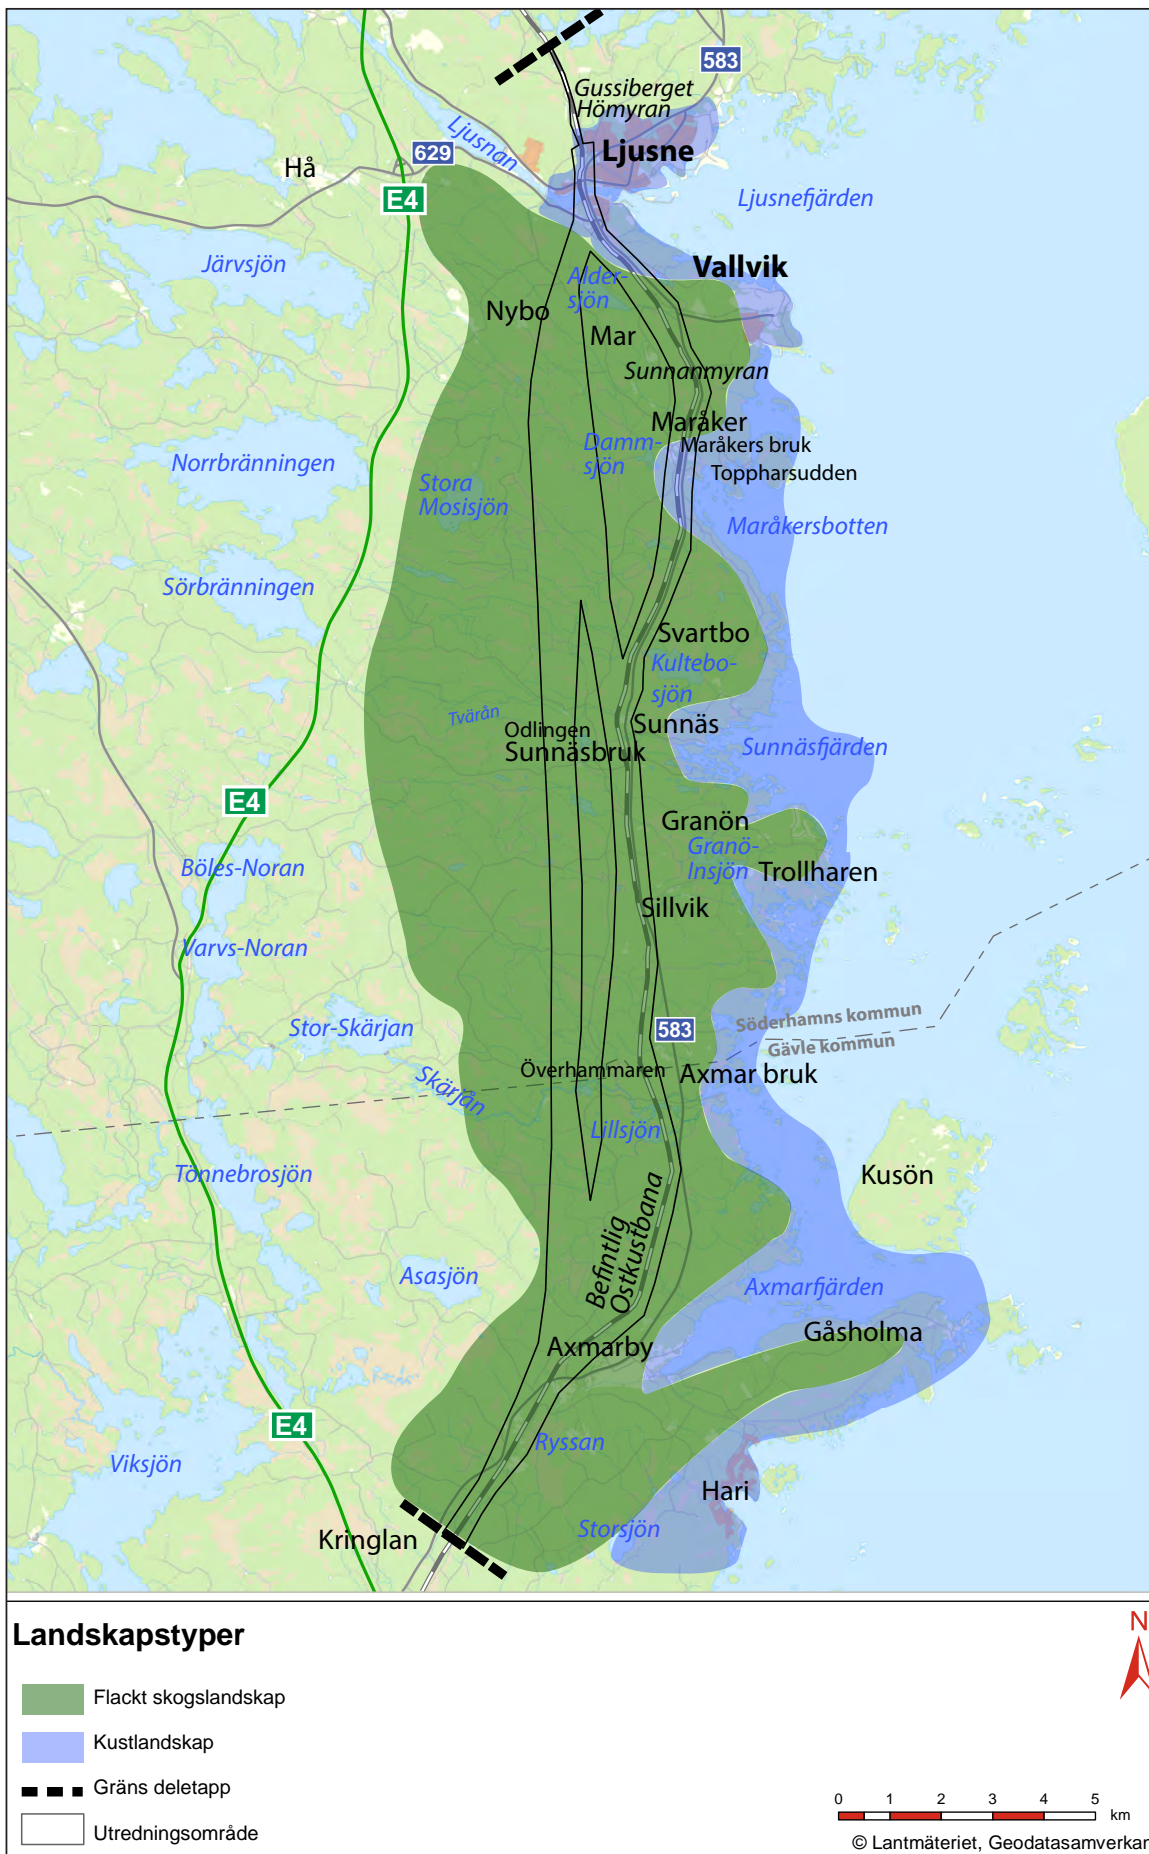 583
Gussiberget
Hömyran
Ljusnan
Ljusne
629
Hå
E4
Ljusnefjärden
Järvsjön
Vallvik
Alder-
sjön
Nybo
Mar
Sunnanmyran
Maråker
Damm-
sjön
Maråkers bruk
Norrbränningen
Toppharsudden
Stora
Mosisjön
Maråkersbotten
Sörbränningen
Svartbo
Kultebo-
sjön
Tvärån
Odlingen
Sunnäs
Sunnäsbruk
Sunnäsfjärden
E4
Granön
Granö-
Insjön
Böles-Noran
Trollharen
Sillvik
Varvs-Noran
Stor-Skärjan
583
Söderhamns kommun
Gävle kommun
Överhammaren
Axmar bruk
Skärjån
Lillsjön
Tönnebrosjön
Kusön
Befintlig
Ostkustbana
Asasjön
Axmarfjärden
Gåsholma
Axmarby
E4
Ryssan
Viksjön
Hari
Storsjön
Kringlan
Landskapstyper
N
Flackt skogslandskap
Kustlandskap
Gräns deletapp
Utredningsområde
0 1 2 3 4 5
km
© Lantmäteriet, Geodatasamverkan